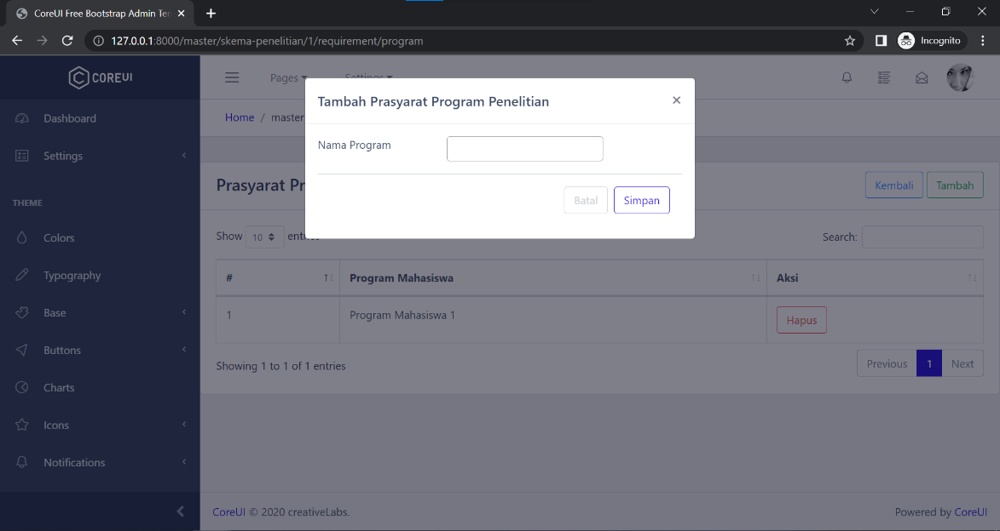 CoreUI Free Bootstrap Admin Ter
127.0.0.1:8000/master/skema-penelitian/1/requirement/program
Incognito
COREUI
Pages
Settings
Dashboard
Settings
THEME
Colors
Typography
Base
Buttons
Charts
Icons
Notifications
Home / master
Tambah Prasyarat Program Penelitian
×
Nama Program
Batal
Simpan
Prasyarat Pr
Kembali
Tambah
Show 10 entries
Search:
# Program Mahasiswa Aksi
1 Program Mahasiswa 1 Hapus
Showing 1 to 1 of 1 entries
Previous 1 Next
CoreUI © 2020 creativeLabs.
Powered by CoreUI